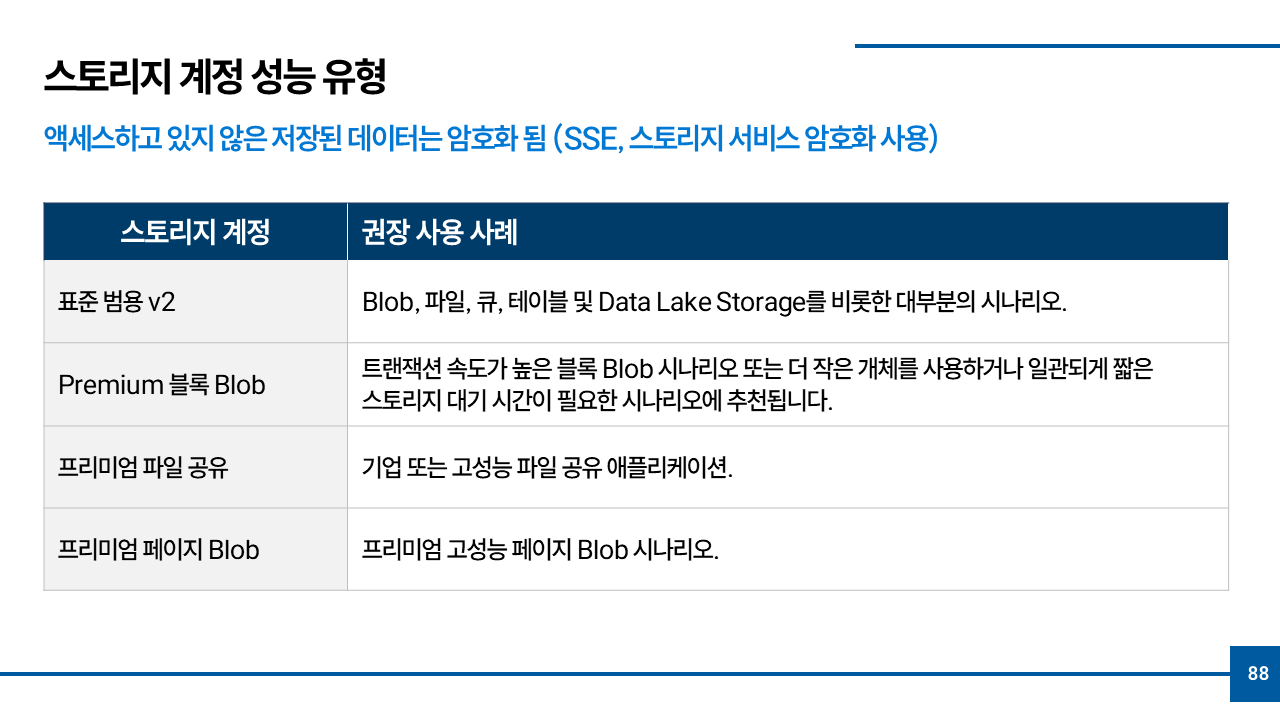 스토리지 계정 성능 유형
액세스하고 있지 않은 저장된 데이터는 암호화 됨 (SSE, 스토리지 서비스 암호화 사용)
스토리지 계정
권장 사용 사례
표준 범용 v2
Blob, 파일, 큐, 테이블 및 Data Lake Storage를 비롯한 대부분의 시나리오.
Premium 블록 Blob
트랜잭션 속도가 높은 블록 Blob 시나리오 또는 더 작은 개체를 사용하거나 일관되게 짧은
스토리지 대기 시간이 필요한 시나리오에 추천됩니다.
프리미엄 파일 공유
기업 또는 고성능 파일 공유 애플리케이션.
프리미엄 페이지 Blob
프리미엄 고성능 페이지 Blob 시나리오.
88